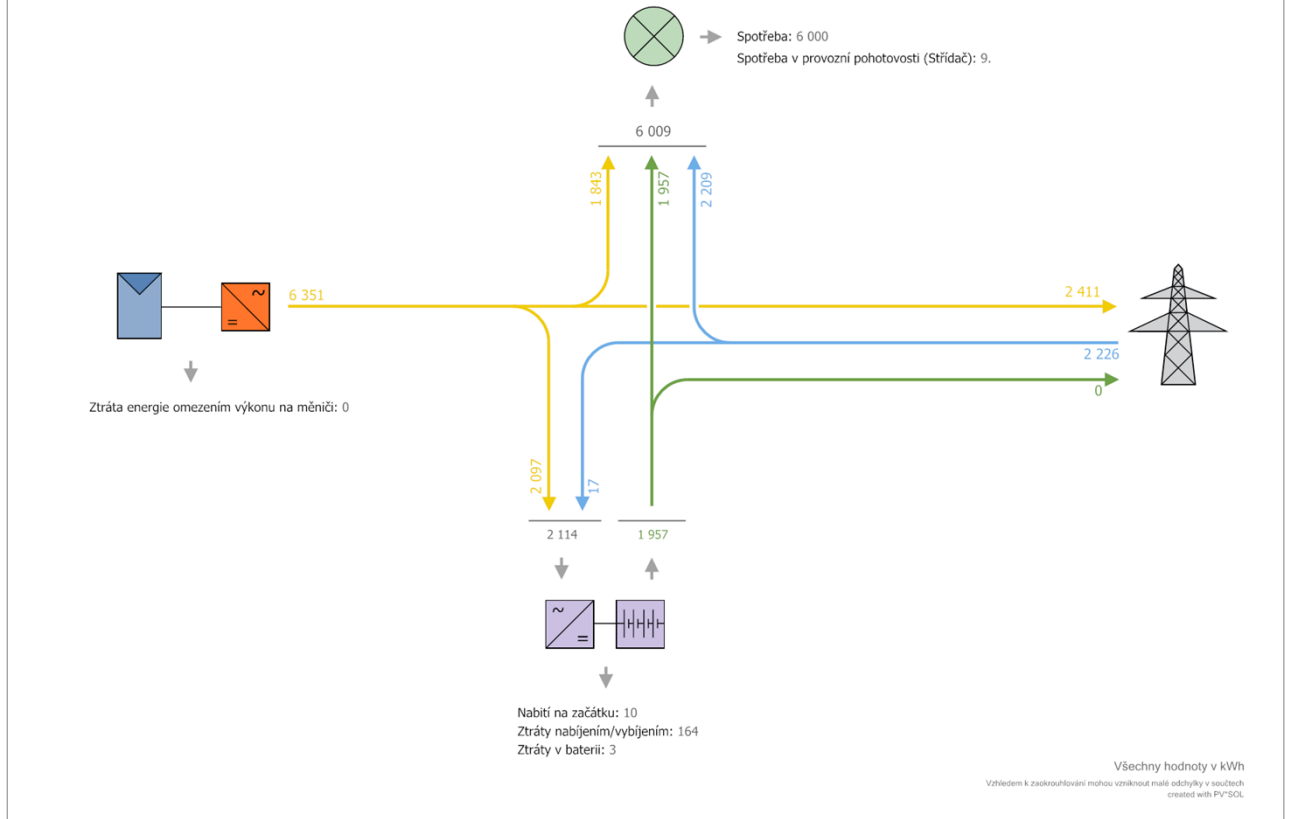 Spotřeba: 6 000
Spotřeba v provozní pohotovosti (Střídač): 9.
6 009
1 843
1 957
2 209
6 351
2 411
2 226
0
Ztráta energie omezením výkonu na měniči: 0
2 097
17
2 114
1 957
Nabití na začátku: 10
Ztráty nabíjením/vybíjením: 164
Ztráty v baterii: 3
Všechny hodnoty v kWh
Vzhledem k zaokrouhlování mohou vzniknout malé odchylky v součtech
created with PV*SOL